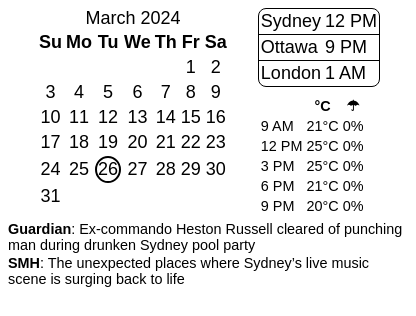 March 2024
Su Mo Tu We Th Fr Sa
1 2
3 4 5 6 7 8 9
10 11 12 13 14 15 16
17 18 19 20 21 22 23
24 25 26 27 28 29 30
31
Sydney 12 PM
Ottawa 9 PM
London 1 AM
°C ☂
9 AM 21°C 0%
12 PM 25°C 0%
3 PM 25°C 0%
6 PM 21°C 0%
9 PM 20°C 0%
Guardian: Ex-commando Heston Russell cleared of punching
man during drunken Sydney pool party
SMH: The unexpected places where Sydney’s live music
scene is surging back to life